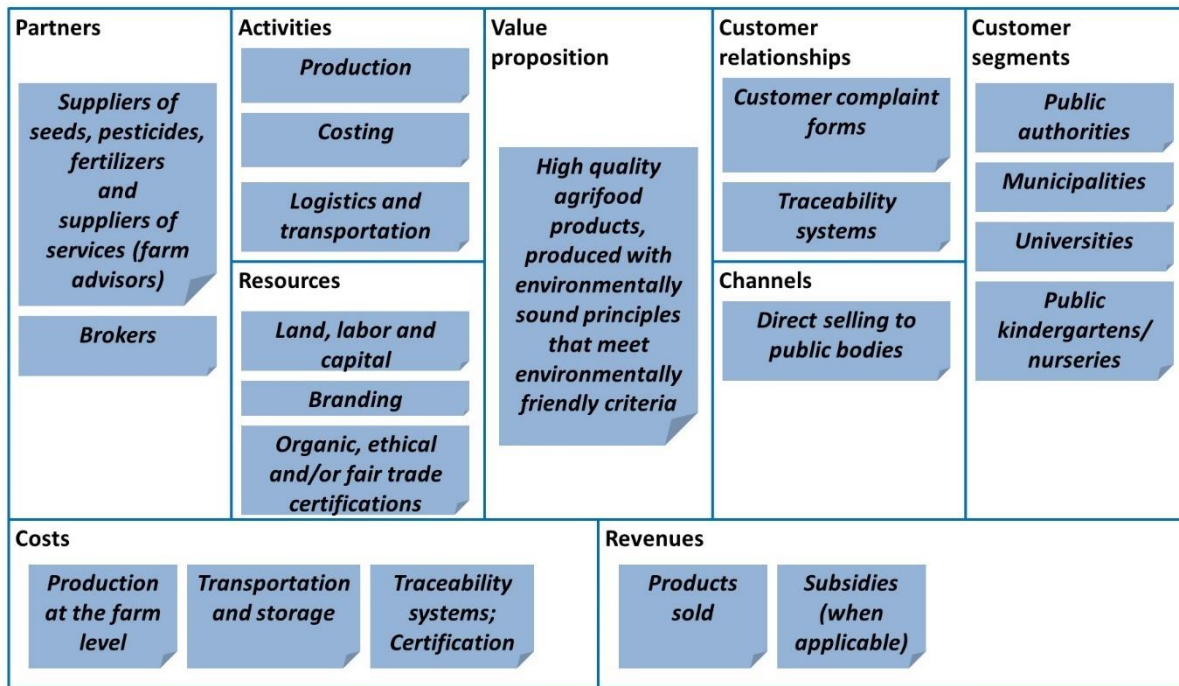 Partners
Suppliers of
seeds, pesticides,
fertilizers
and
suppliers of
services (farm
advisors)
Brokers
Activities
Production
Costing
Logistics and
transportation
Resources
Land, labor and
capital
Branding
Organic, ethical
and/or fair trade
certifications
Value
proposition
High quality
agrifood
products,
produced with
environmentally
sound principles
that meet
environmentally
friendly criteria
Customer
relationships
Customer complaint
forms
Traceability
systems
Channels
Direct selling to
public bodies
Customer
segments
Public
authorities
Municipalities
Universities
Public
kindergartens/
nurseries
Costs
Production
at the farm
level
Transportation
and storage
Traceability
systems;
Certification
Revenues
Products
sold
Subsidies
(when
applicable)